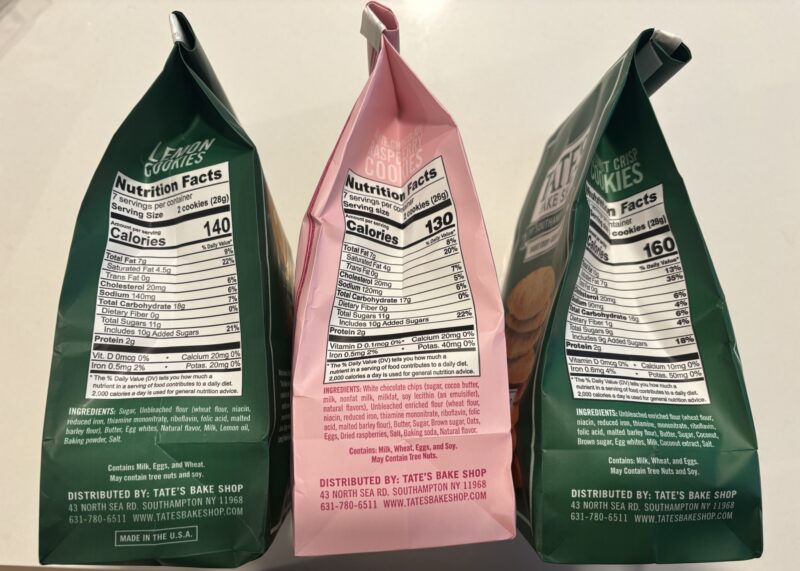 LEMON
COOKIES
Nutrition Facts
7 servings per container
Serving Size 2 cookies (28g)
Amount per serving
Calories 140
% Daily Value*
Total Fat 7g 9%
Saturated Fat 4.5g 22%
Trans Fat 0g
Cholesterol 20mg 6%
Sodium 140mg 6%
Total Carbohydrate 18g 7%
Dietary Fiber 0g 0%
Total Sugars 11g
Includes 10g Added Sugars 21%
Protein 2g
Vit. D 0mcg 0% • Calcium 20mg 0%
Iron 0.5mg 2% • Potas. 20mg 0%
*The % Daily Value (DV) tells you how much a
nutrient in a serving of food contributes to a daily diet.
2,000 calories a day is used for general nutrition advice.
INGREDIENTS: Sugar, Unbleached flour (wheat flour, niacin,
reduced iron, thiamine mononitrate, riboflavin, folic acid, malted
barley flour), Butter, Egg whites, Natural flavor, Milk, Lemon oil,
Baking powder, Salt.
Contains Milk, Eggs, and Wheat.
May contain tree nuts and soy.
DISTRIBUTED BY: TATE'S BAKE SHOP
43 NORTH SEA RD. SOUTHAMPTON NY 11968
631-780-6511 WWW.TATESBAKESHOP.COM
MADE IN THE U.S.A.
COOKIES
Nutrition Facts
7 servings per container
Serving Size 2 cookies (26g)
Amount per serving
Calories 130
% Daily Value*
Total Fat 7g 8%
Saturated Fat 4g 20%
Trans Fat 0g
Cholesterol 20mg 7%
Sodium 120mg 5%
Total Carbohydrate 17g 6%
Dietary Fiber 0g 0%
Total Sugars 11g
Includes 10g Added Sugars 22%
Protein 2g
Vitamin D 0.1mcg 0% • Calcium 20mg 0%
Iron 0.5mg 2% • Potas. 40mg 0%
*The % Daily Value (DV) tells you how much a
nutrient in a serving of food contributes to a daily diet.
2,000 calories a day is used for general nutrition advice.
INGREDIENTS: White chocolate chips (sugar, cocoa butter,
milk, nonfat milk, milkfat, soy lecithin (an emulsifier),
natural flavors), Unbleached enriched flour (wheat flour,
niacin, reduced iron, thiamine mononitrate, riboflavin, folic
acid, malted barley flour), Butter, Sugar, Brown sugar, Oats,
Eggs, Dried raspberries, Salt, Baking soda, Natural flavor.
Contains: Milk, Wheat, Eggs, and Soy.
May Contain Tree Nuts.
DISTRIBUTED BY: TATE'S BAKE SHOP
43 NORTH SEA RD. SOUTHAMPTON NY 11968
631-780-6511 WWW.TATESBAKESHOP.COM
TATE
BAKE S
CRISP
COOKIES
Nutrition Facts
container
cookies (28g)
Calories 160
% Daily Value*
Fat 7g 13%
39%
Fat 0g
20mg 6%
90mg 4%
Total Carbohydrate 16g 6%
Dietary Fiber 1g 4%
Total Sugars 9g
Includes 9g Added Sugars 18%
Protein 2g
Vitamin D 0mcg 0% • Calcium 10mg 0%
Iron 0.8mg 4% • Potas. 50mg 0%
*The % Daily Value (DV) tells you how much a
nutrient in a serving of food contributes to a daily diet.
2,000 calories a day is used for general nutrition advice.
INGREDIENTS: Unbleached enriched flour (wheat flour,
niacin, reduced iron, thiamine mononitrate, riboflavin, folic
acid, malted barley flour), Butter, Sugar, Coconut,
Brown sugar, Egg whites, Milk, Coconut extract, Salt.
Contains Milk, Wheat, and Eggs.
May Contain Tree Nuts and Soy.
DISTRIBUTED BY: TATE'S BAKE SHOP
43 NORTH SEA RD. SOUTHAMPTON NY 11968
631-780-6511 WWW.TATESBAKESHOP.COM